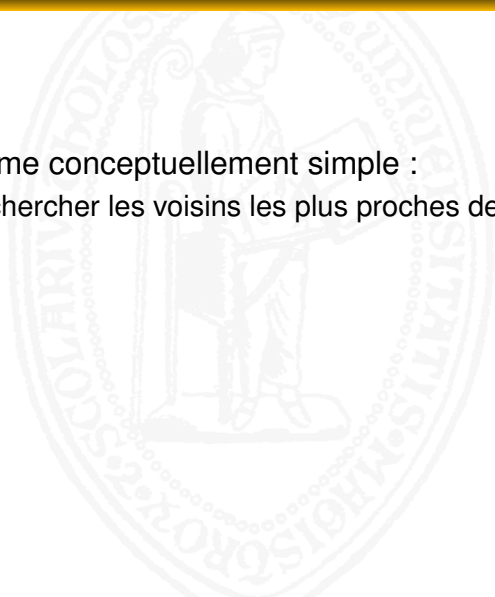 me conceptuellement simple :
chercher les voisins les plus proches de